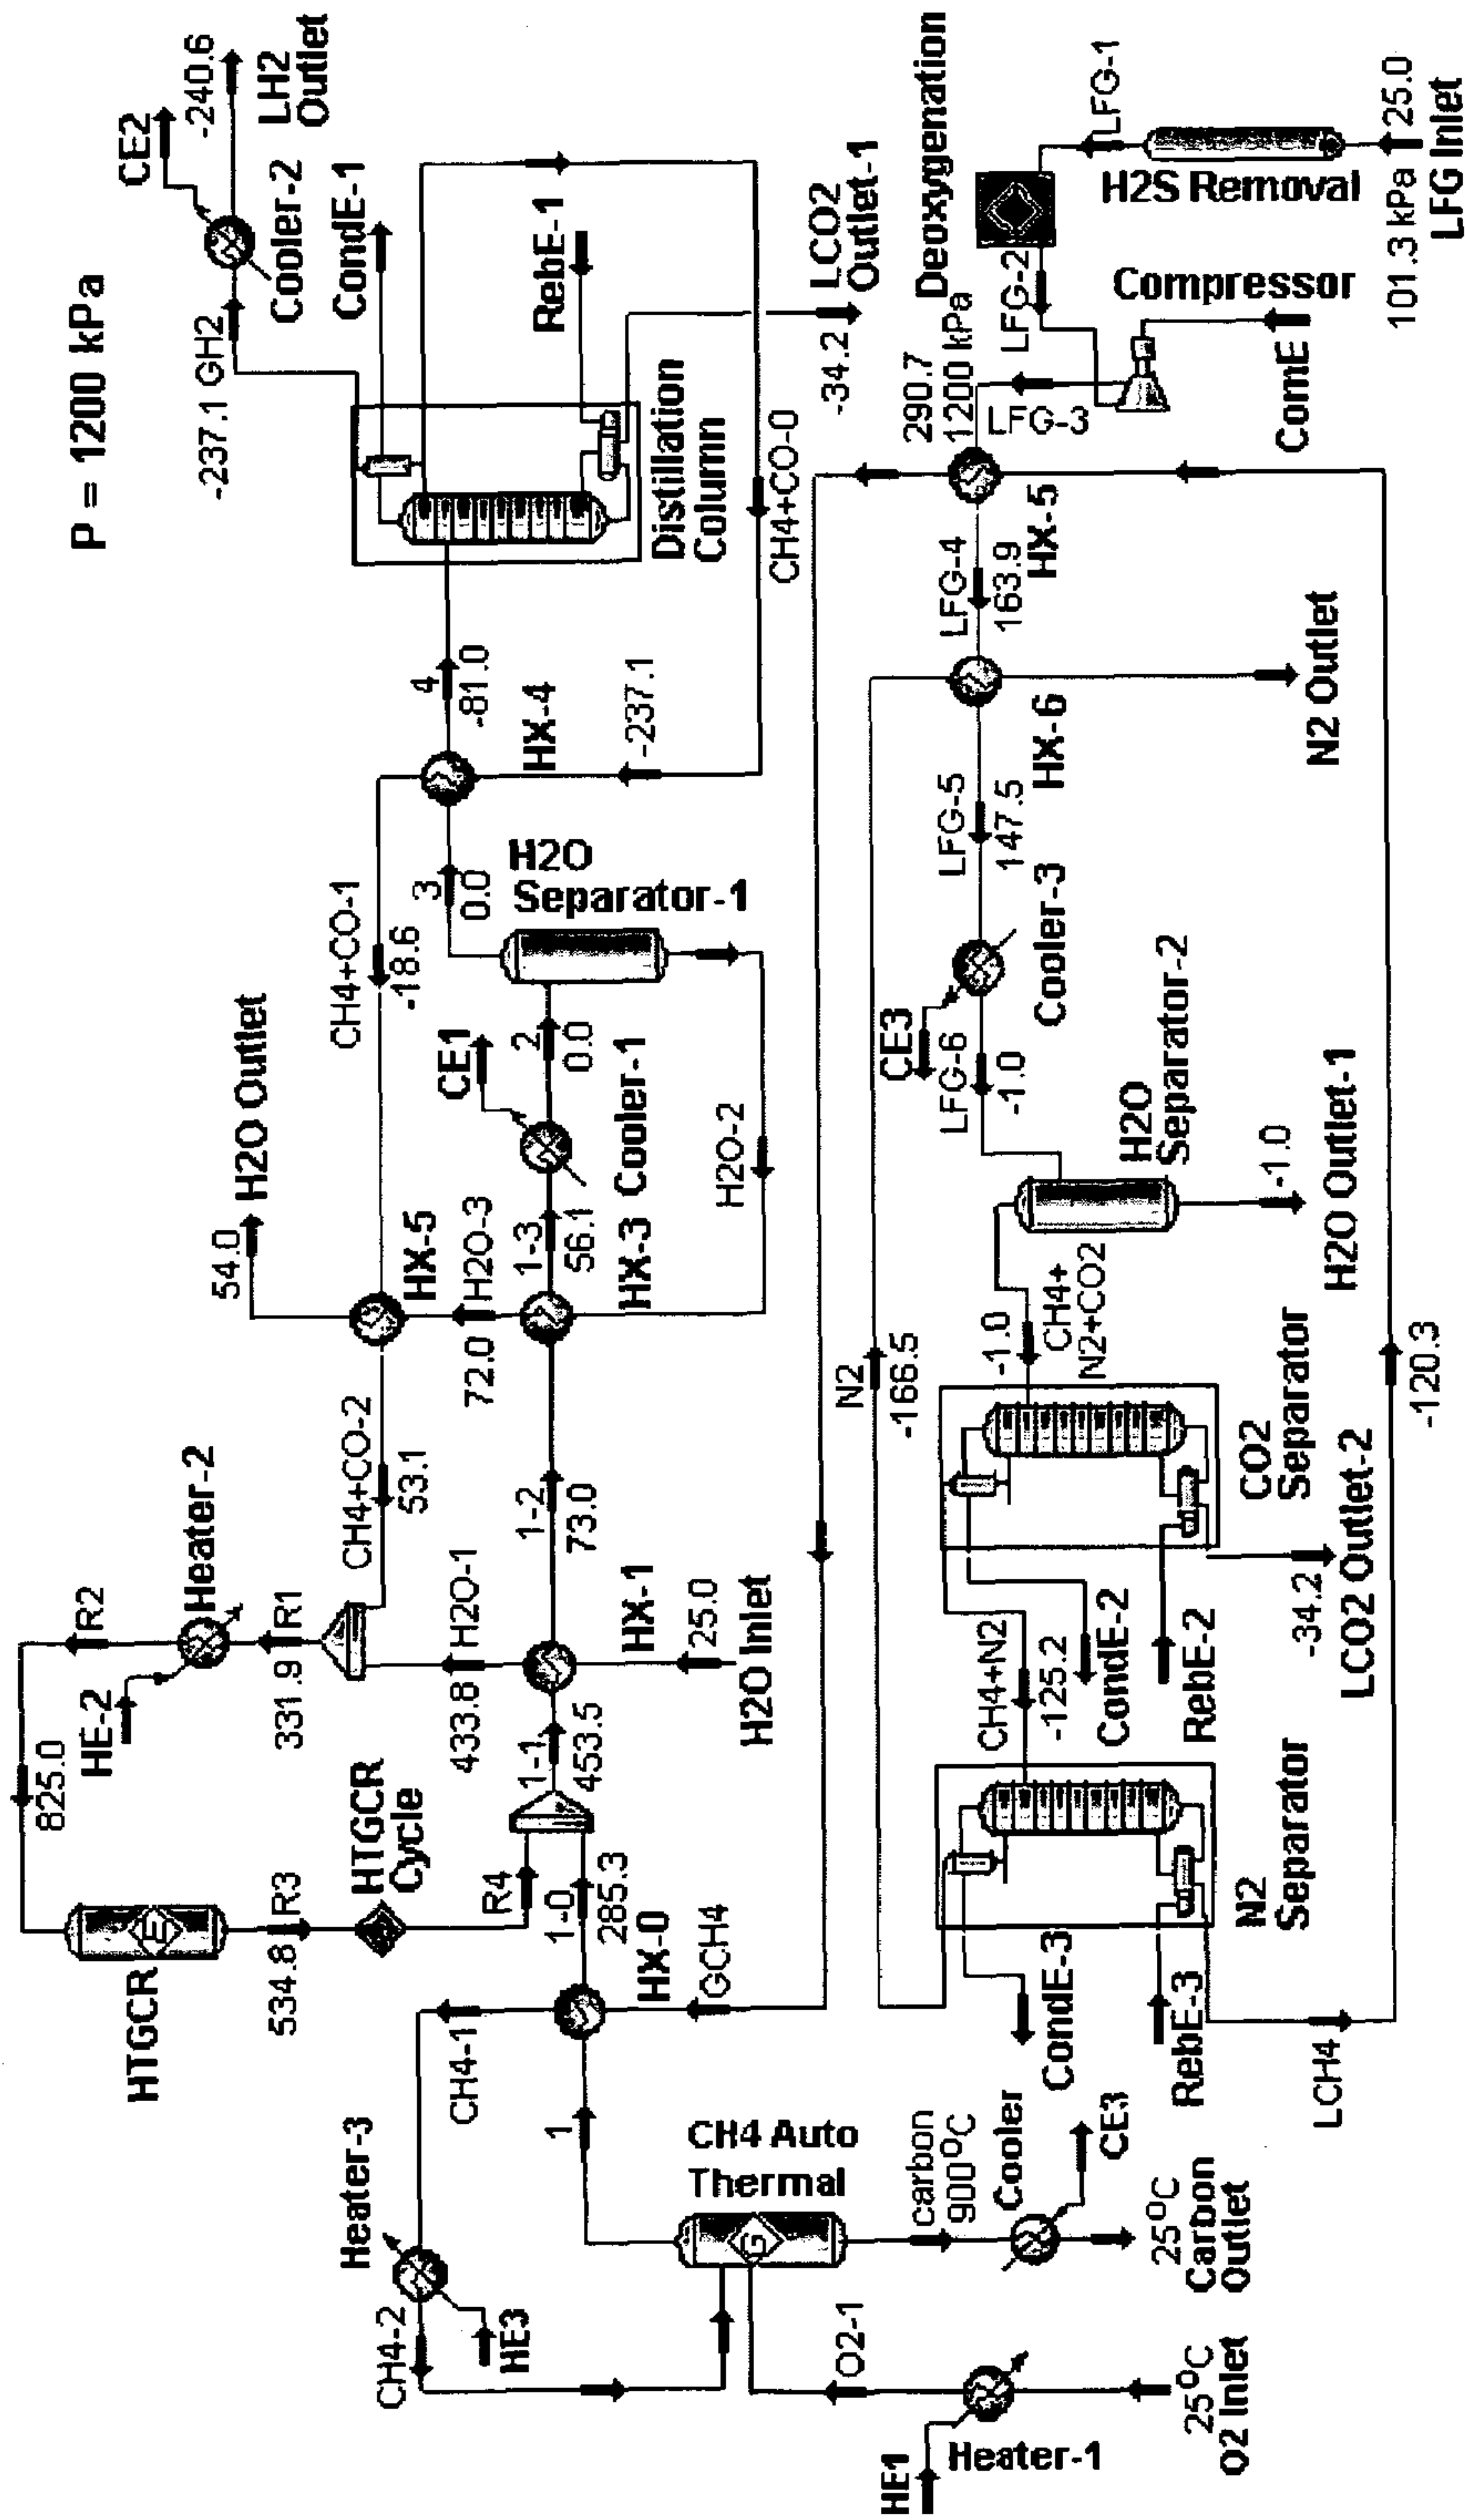 P = 1200 kPa
CE2
-240.6
LH2
Outlet
Cooler-2
-237.1 GH2
CondE-1
RebE-1
LCO2
Outlet-1
-34.2
Distillation
Column
CH4+CO-0
4
-81.0
HX-4
-237.1
CH4+CO-1
-18.6
3
0.0
H2O
Separator-1
H2O Outlet
54.0
CE1
2
0.0
Cooler-1
H2O-2
HX-5
H2O-3
72.0
1-3
56.1
HX-3
CH4+CO-2
53.1
1-2
73.0
Heater-2
R2
R1
331.9
HE-2
825.0
H2O-1
433.8
HX-1
25.0
H2O Inlet
1-1
453.5
HTGCR
Cycle
R3
534.8
HTGCR
R4
1-0
285.3
HX-0
GCH4
CH4-1
Heater-3
CH4-2
HE3
1
CH4 Auto
Thermal
carbon
900°C
Cooler
CE3
25°C
Carbon
Outlet
O2-1
25°C
O2 Inlet
Heater-1
HE1
Deoxygenation
LFG-1
H2S Removal
25.0
101.3 kPa
LFG Inlet
LFG-2
Compressor
ComE
LFG-3
290.7
1200 kPa
HX-5
LFG-4
163.9
HX-6
N2 Outlet
LFG-5
147.5
Cooler-3
CE3
LFG-6
-1.0
H2O
Separator-2
-1.0
H2O Outlet-1
-1.0
CH4+
N2+CO2
N2
-166.5
CO2
Separator
-34.2
LCO2 Outlet-2
CondE-2
RebE-2
CH4+N2
-125.2
N2
Separator
CondE-3
RebE-3
LCH4
-120.3